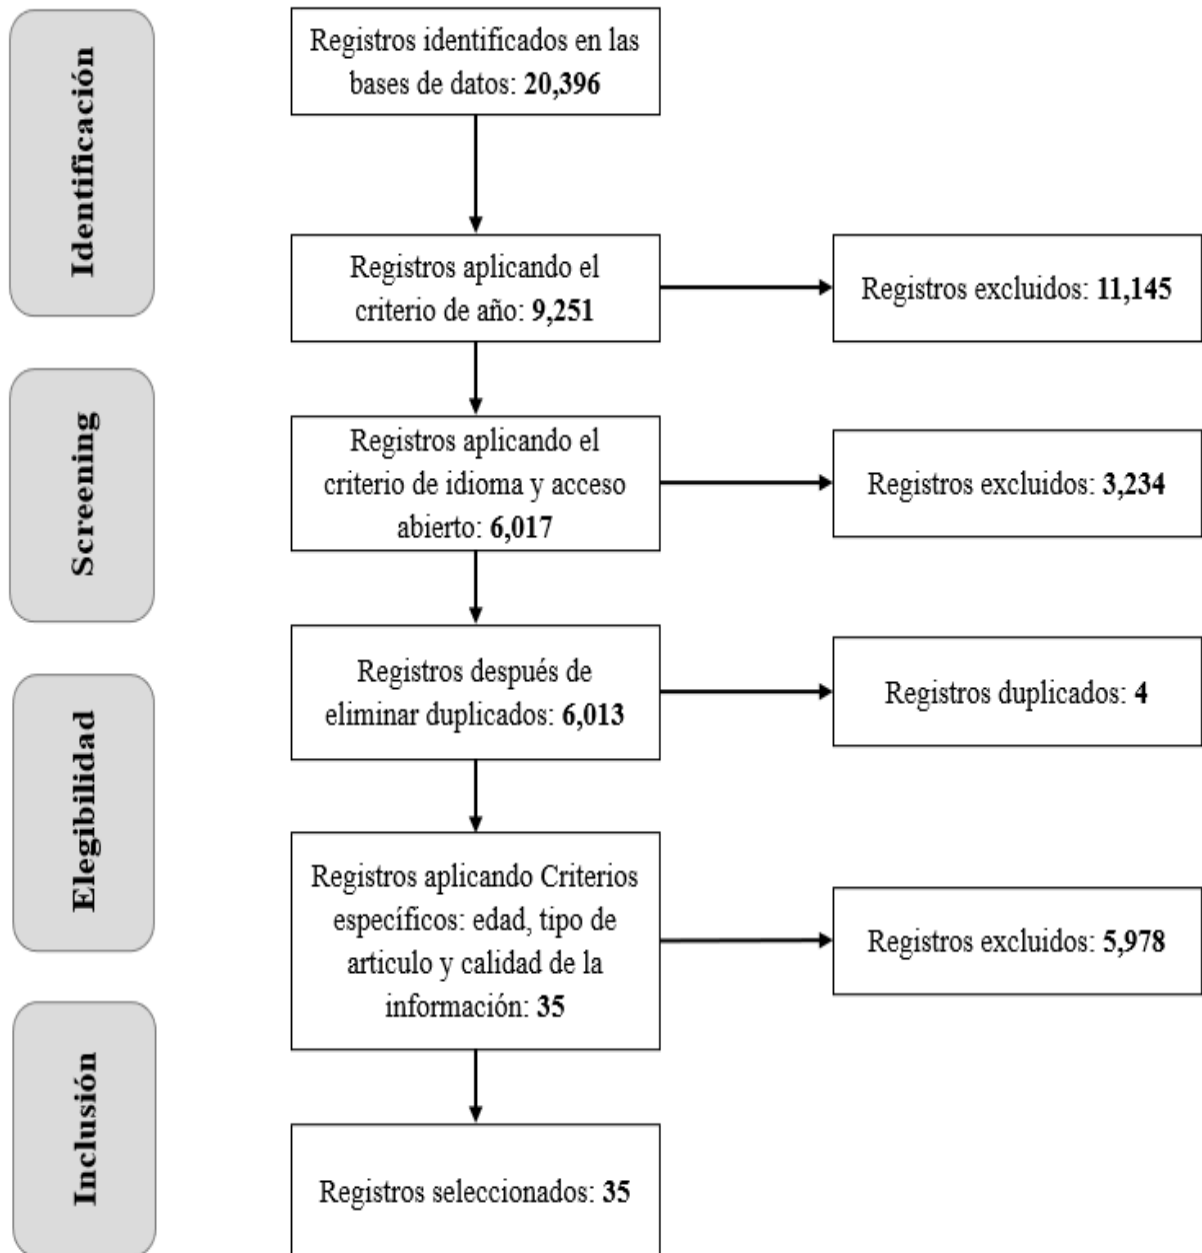 Identificación
Registros identificados en las
bases de datos: 20,396
Registros aplicando el
criterio de año: 9,251
Registros excluidos: 11,145
Screening
Registros aplicando el
criterio de idioma y acceso
abierto: 6,017
Registros excluidos: 3,234
Registros después de
eliminar duplicados: 6,013
Registros duplicados: 4
Elegibilidad
Registros aplicando Criterios
específicos: edad, tipo de
articulo y calidad de la
información: 35
Registros excluidos: 5,978
Inclusión
Registros seleccionados: 35